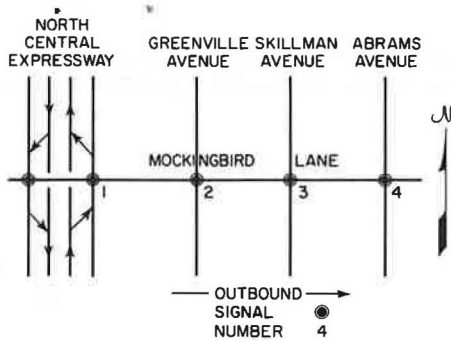 NORTH
CENTRAL
EXPRESSWAY
GREENVILLE
AVENUE
SKILLMAN
AVENUE
ABRAMS
AVENUE
N
MOCKINGBIRD LANE
1
2
3
4
OUTBOUND
SIGNAL
NUMBER 4